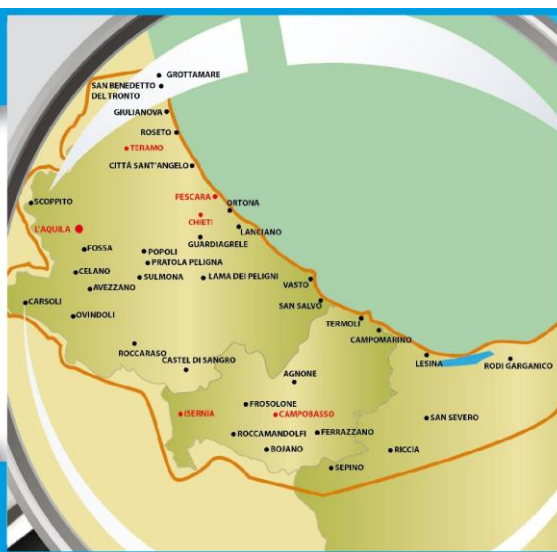 GROTTAMARE
SAN BENEDETTO
DEL TRONTO
GIULIANOVA
ROSETO
TERAMO
CITTÁ SANT'ANGELO
SCOPPITO
PESCARA
ORTONA
CHIETI
L'AQUILA
LANCIANO
GUARDIAGRELE
FOSSA
POPOLI
PRATOLA PELIGNA
CELANO
SULMONA
LAMA DEI PELIGNI
AVEZZANO
VASTO
CARSOLI
SAN SALVO
OVINDOLI
TERMOLI
CAMPOMARINO
ROCCARASO
CASTEL DI SANGRO
LESINA
RODI GARGANICO
AGNONE
FROSOLONE
ISERNIA
CAMPOBASSO
SAN SEVERO
ROCCAMANDOLFI
FERRAZZANO
BOJANO
RICCIA
SEPINO